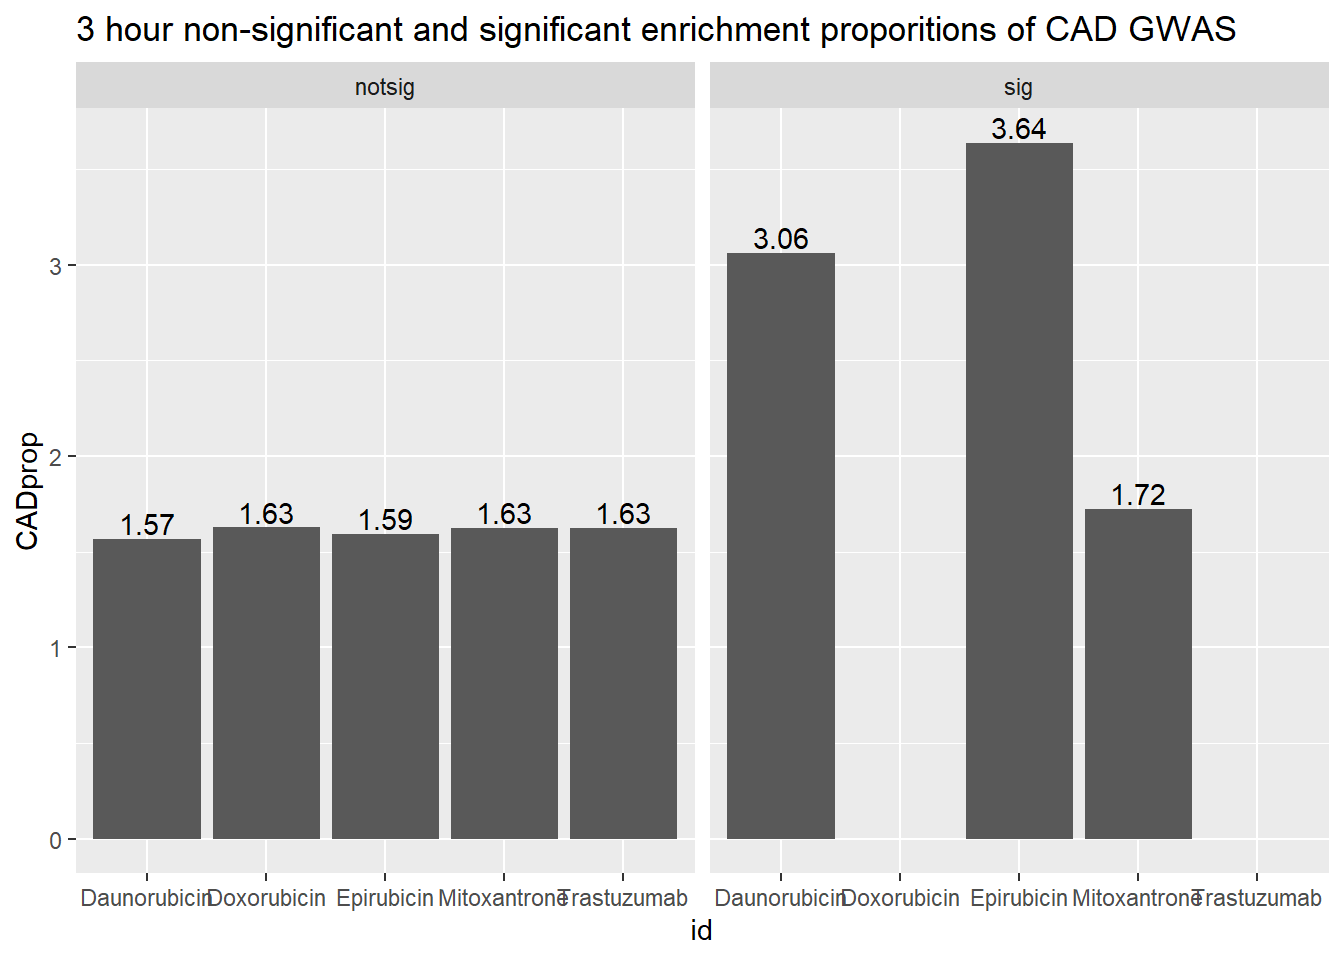 3 hour non-significant and significant enrichment proporitions of CAD GWAS
notsig
sig
CADprop
3
2
1
0
1.57
1.63
1.59
1.63
1.63
3.06
3.64
1.72
Daunorubicin
Doxorubicin
Epirubicin
Mitoxantrone
Trastuzumab
Daunorubicin
Doxorubicin
Epirubicin
Mitoxantrone
Trastuzumab
id